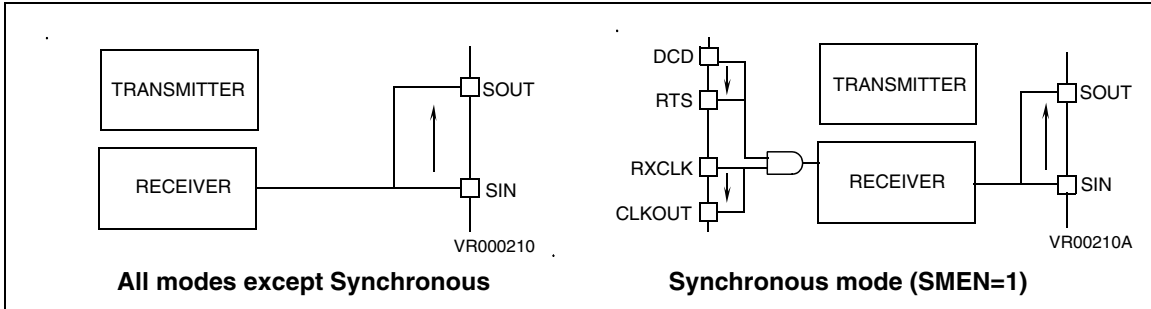 TRANSMITTER
RECEIVER
SOUT
SIN
VR000210
All modes except Synchronous
DCD
RTS
RXCLK
CLKOUT
TRANSMITTER
RECEIVER
SOUT
SIN
VR00210A
Synchronous mode (SMEN=1)